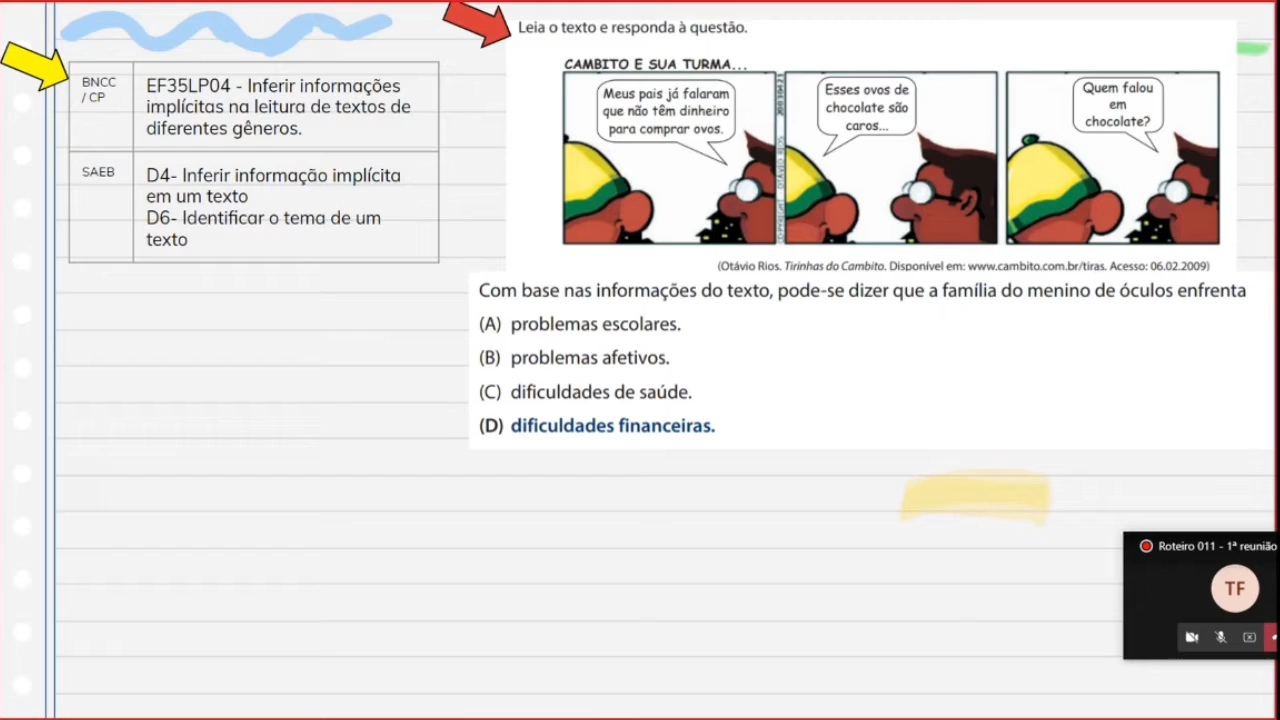 Leia o texto e responda à questão.
BNCC
/ CP
EF35LP04 - Inferir informações
implícitas na leitura de textos de
diferentes gêneros.
SAEB
D4- Inferir informação implícita
em um texto
D6- Identificar o tema de um
texto
CAMBITO E SUA TURMA...
Meus pais já falaram
que não têm dinheiro
para comprar ovos.
Esses ovos de
chocolate são
caros...
Quem falou
em
chocolate?
(Otávio Rios. Tirinhas do Cambito. Disponível em: www.cambito.com.br/tiras. Acesso: 06.02.2009)
Com base nas informações do texto, pode-se dizer que a família do menino de óculos enfrenta
(A) problemas escolares.
(B) problemas afetivos.
(C) dificuldades de saúde.
(D) dificuldades financeiras.
Roteiro 011 - 1ª reunião
TF